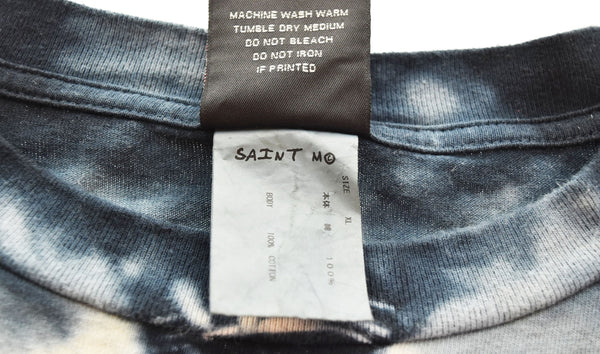 MACHINE WASH WARM
TUMBLE DRY MEDIUM
DO NOT BLEACH
DO NOT IRON
IF PRINTED
SAINT M©
SIZE XL
本体 綿 100%
BODY 100% COTTON